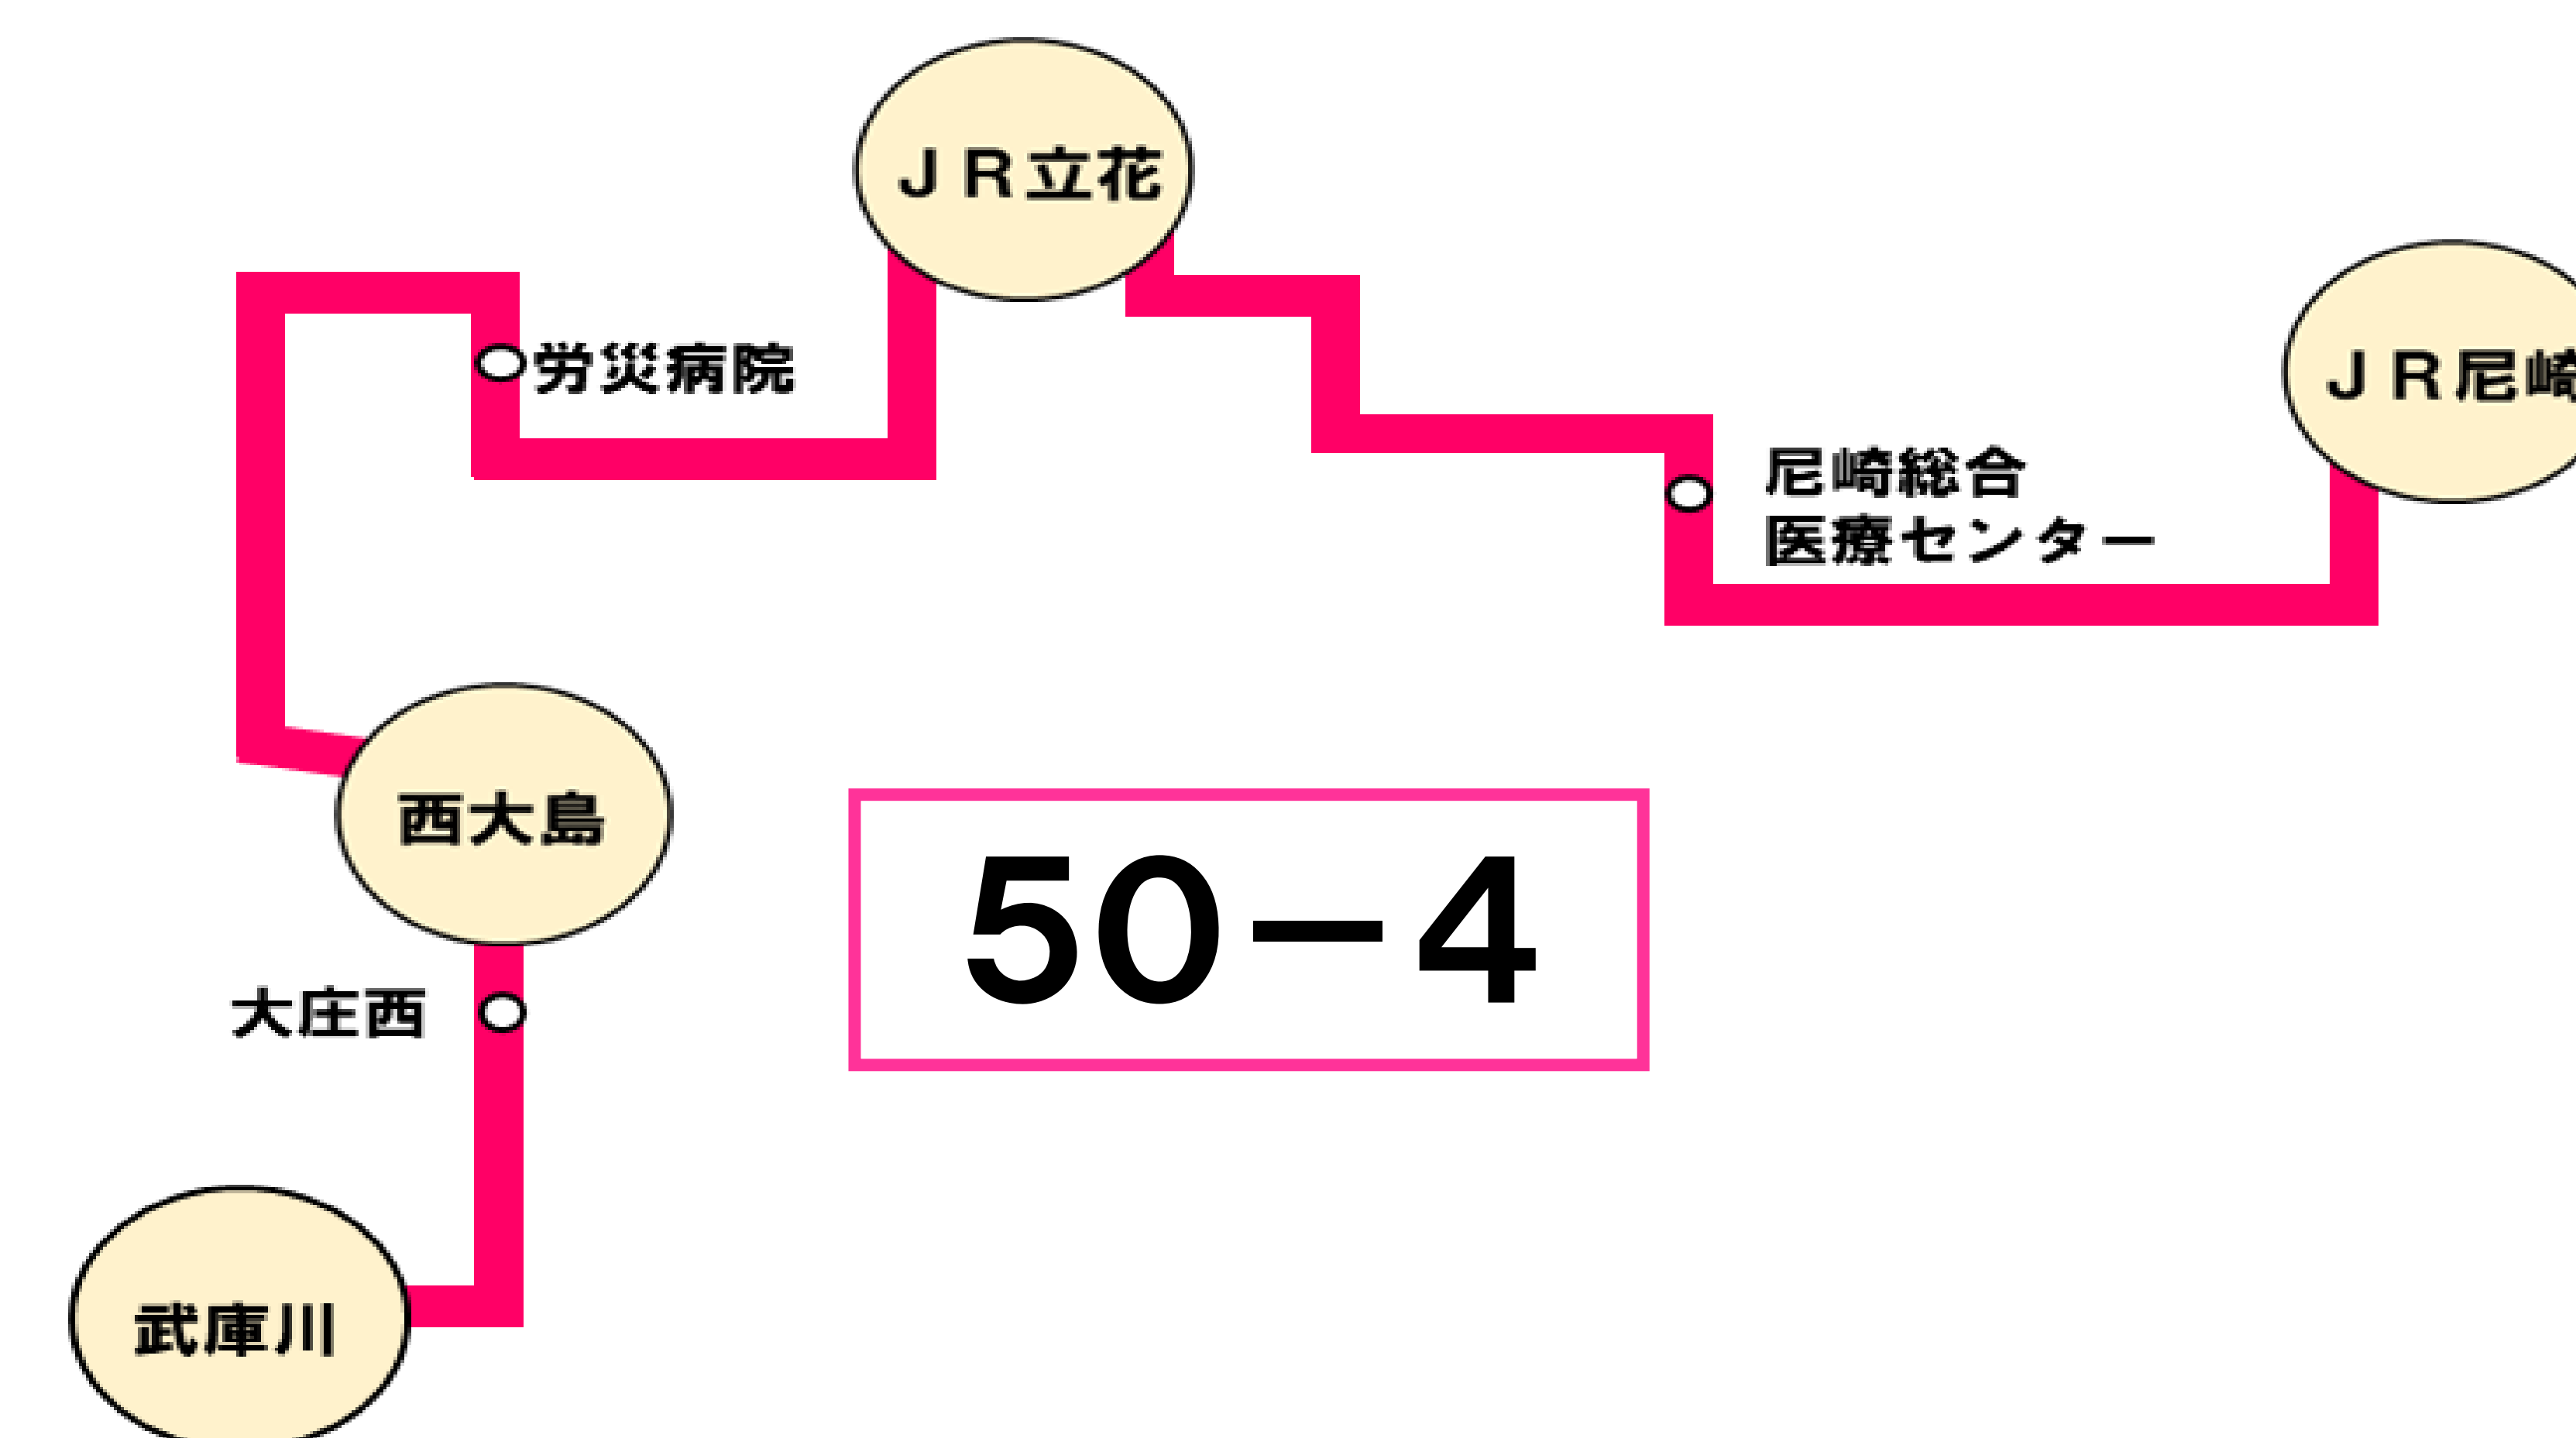 ＪＲ立花
労災病院
ＪＲ尼崎
尼崎総合
医療センター
西大島
50−4
大庄西
武庫川